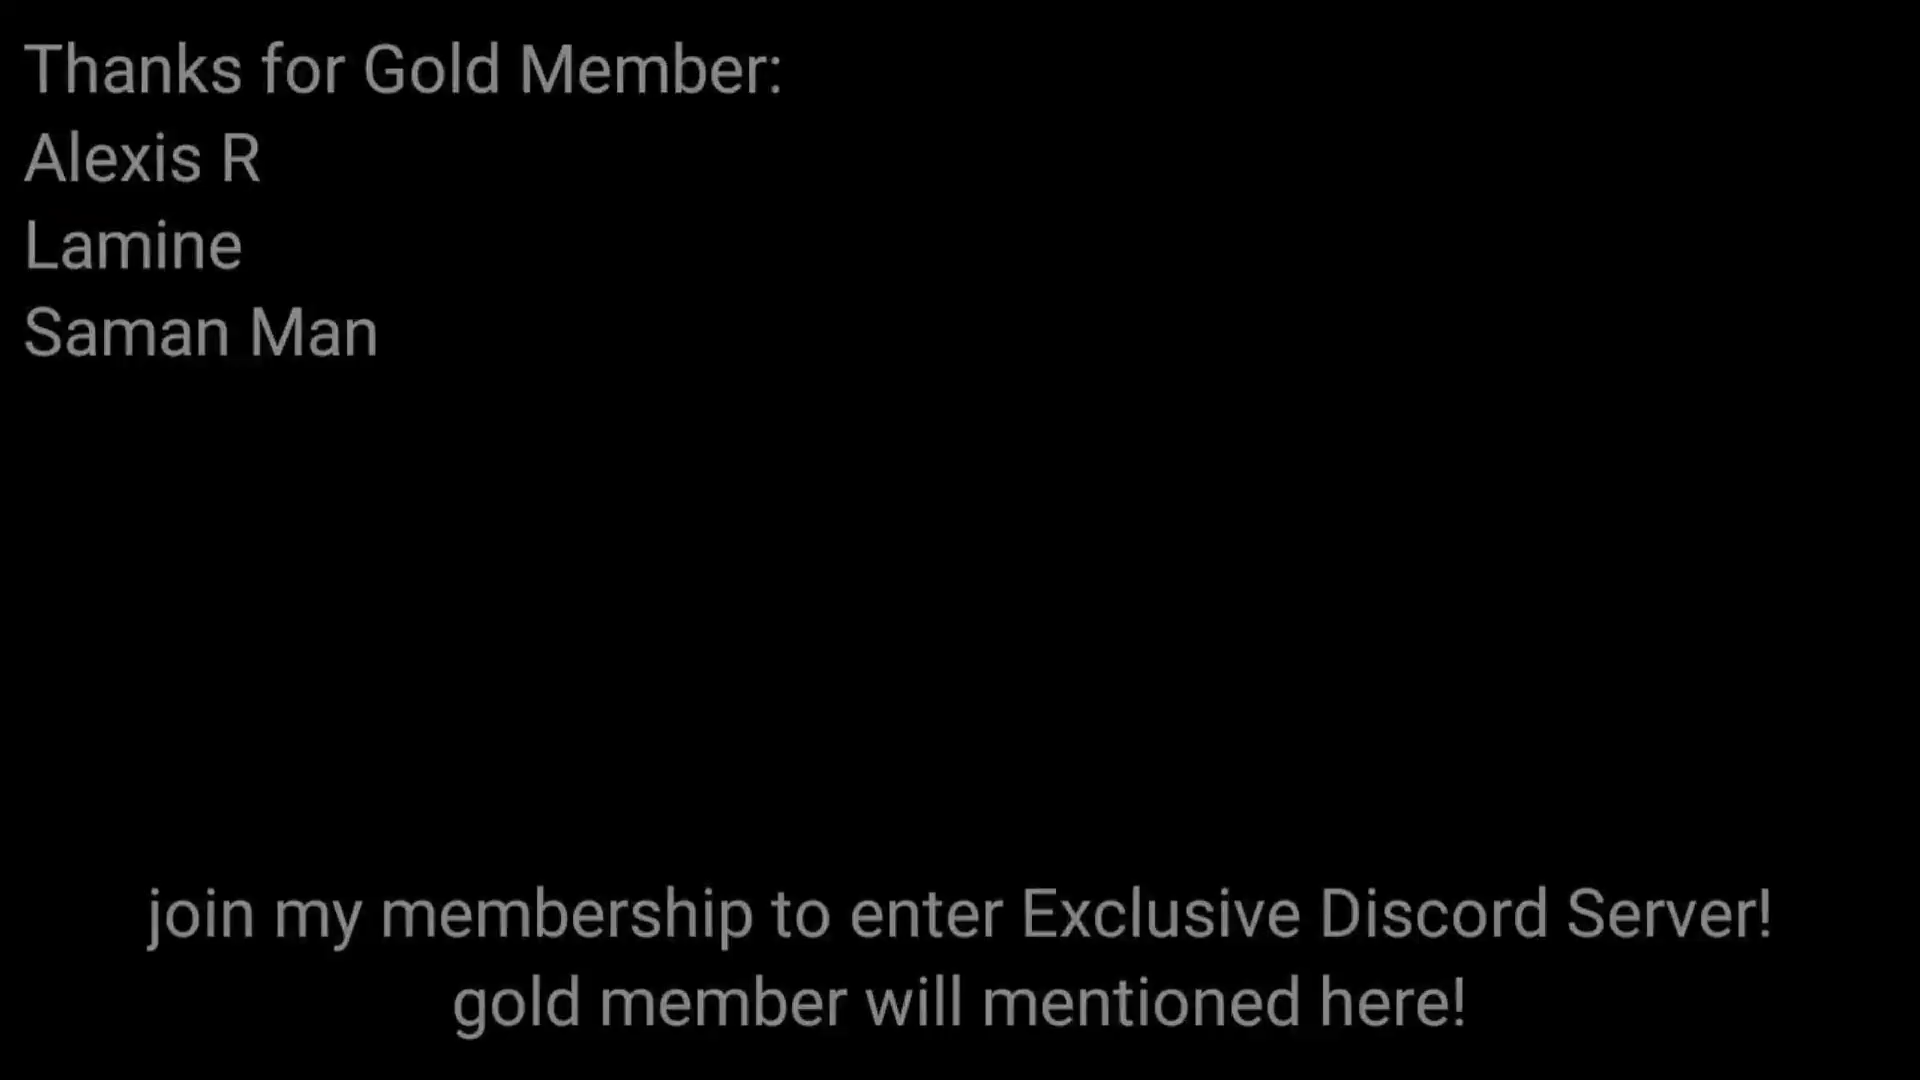 Thanks for Gold Member:
Alexis R
Lamine
Saman Man
join my membership to enter Exclusive Discord Server!
gold member will mentioned here!